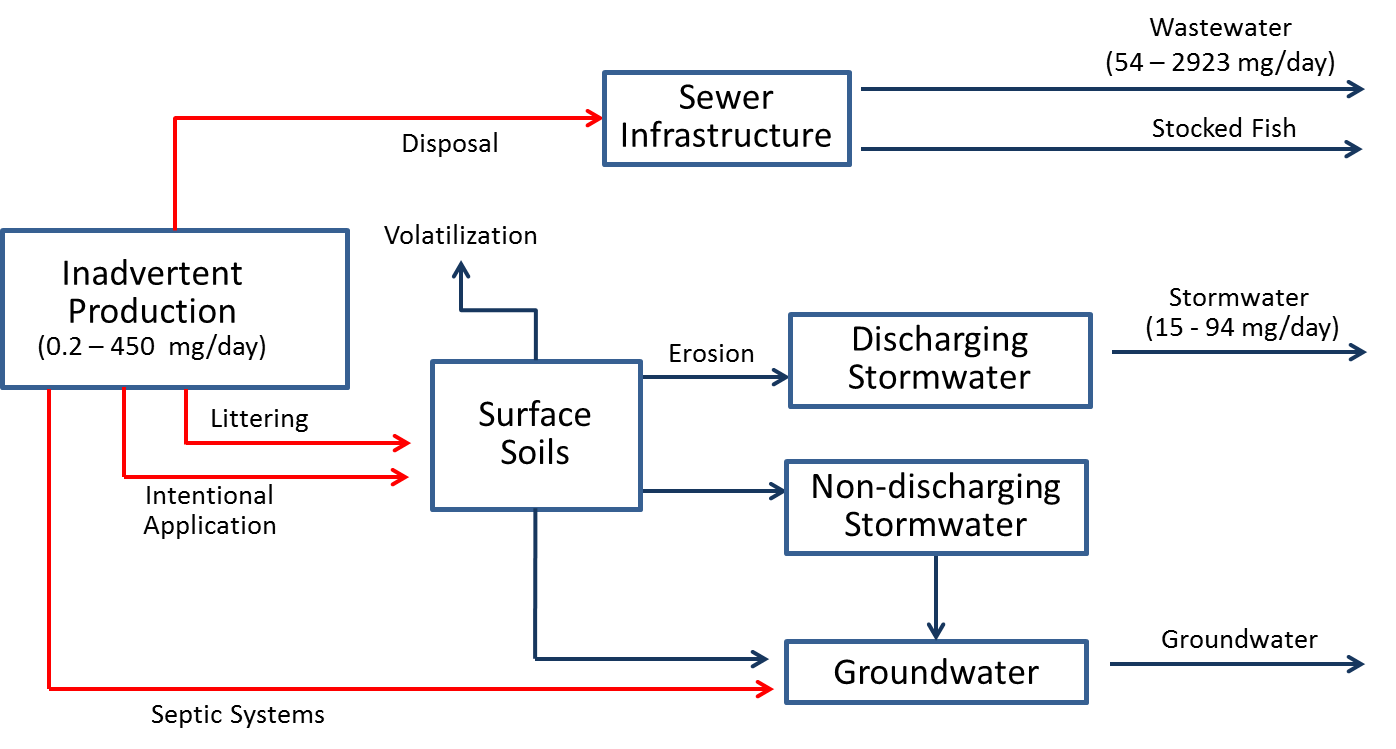 Wastewater
(54 – 2923 mg/day)
Sewer
Infrastructure
Stocked Fish
Disposal
Volatilization
Inadvertent
Production
(0.2 – 450  mg/day)
Stormwater
(15 - 94 mg/day)
Discharging
Stormwater
Erosion
Littering
Surface
Soils
Intentional
Application
Non-discharging
Stormwater
Groundwater
Groundwater
Septic Systems